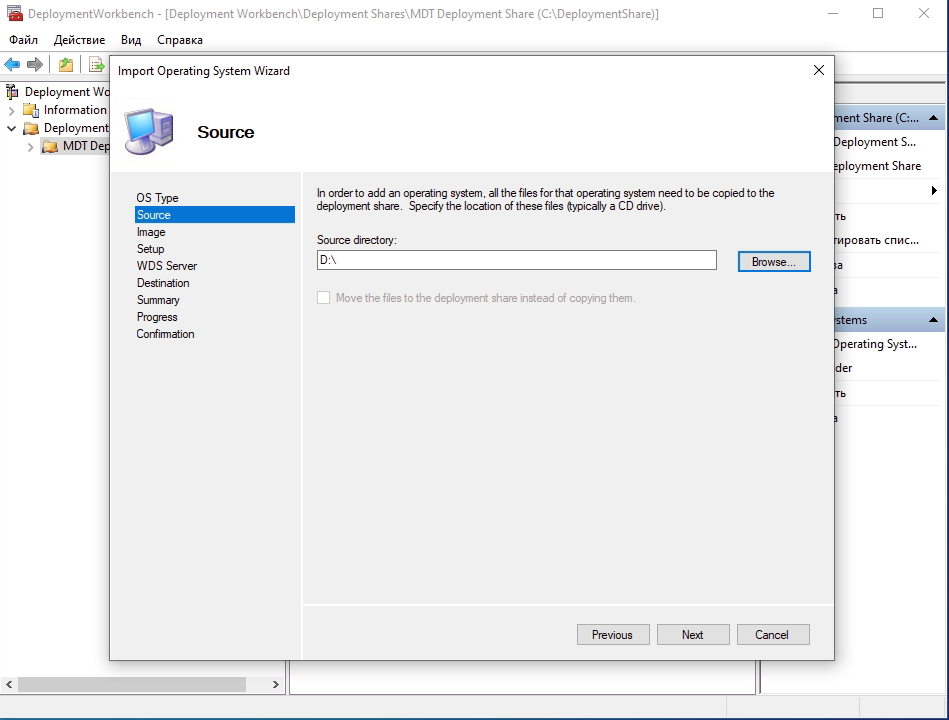 DeploymentWorkbench - [Deployment Workbench\Deployment Shares\MDT Deployment Share (C:\DeploymentShare)]
Файл Действие Вид Справка
Import Operating System Wizard
Deployment Wo
Information
Deployment
MDT Dep
Source
OS Type
Source
Image
Setup
WDS Server
Destination
Summary
Progress
Confirmation
In order to add an operating system, all the files for that operating system need to be copied to the
deployment share. Specify the location of these files (typically a CD drive).
Source directory:
D:\
Browse...
Move the files to the deployment share instead of copying them.
Previous Next Cancel
ment Share (C:...
Deployment S...
eployment Share
ть
ировать спис...
ва
а
stems
Operating Syst...
der
ть
а